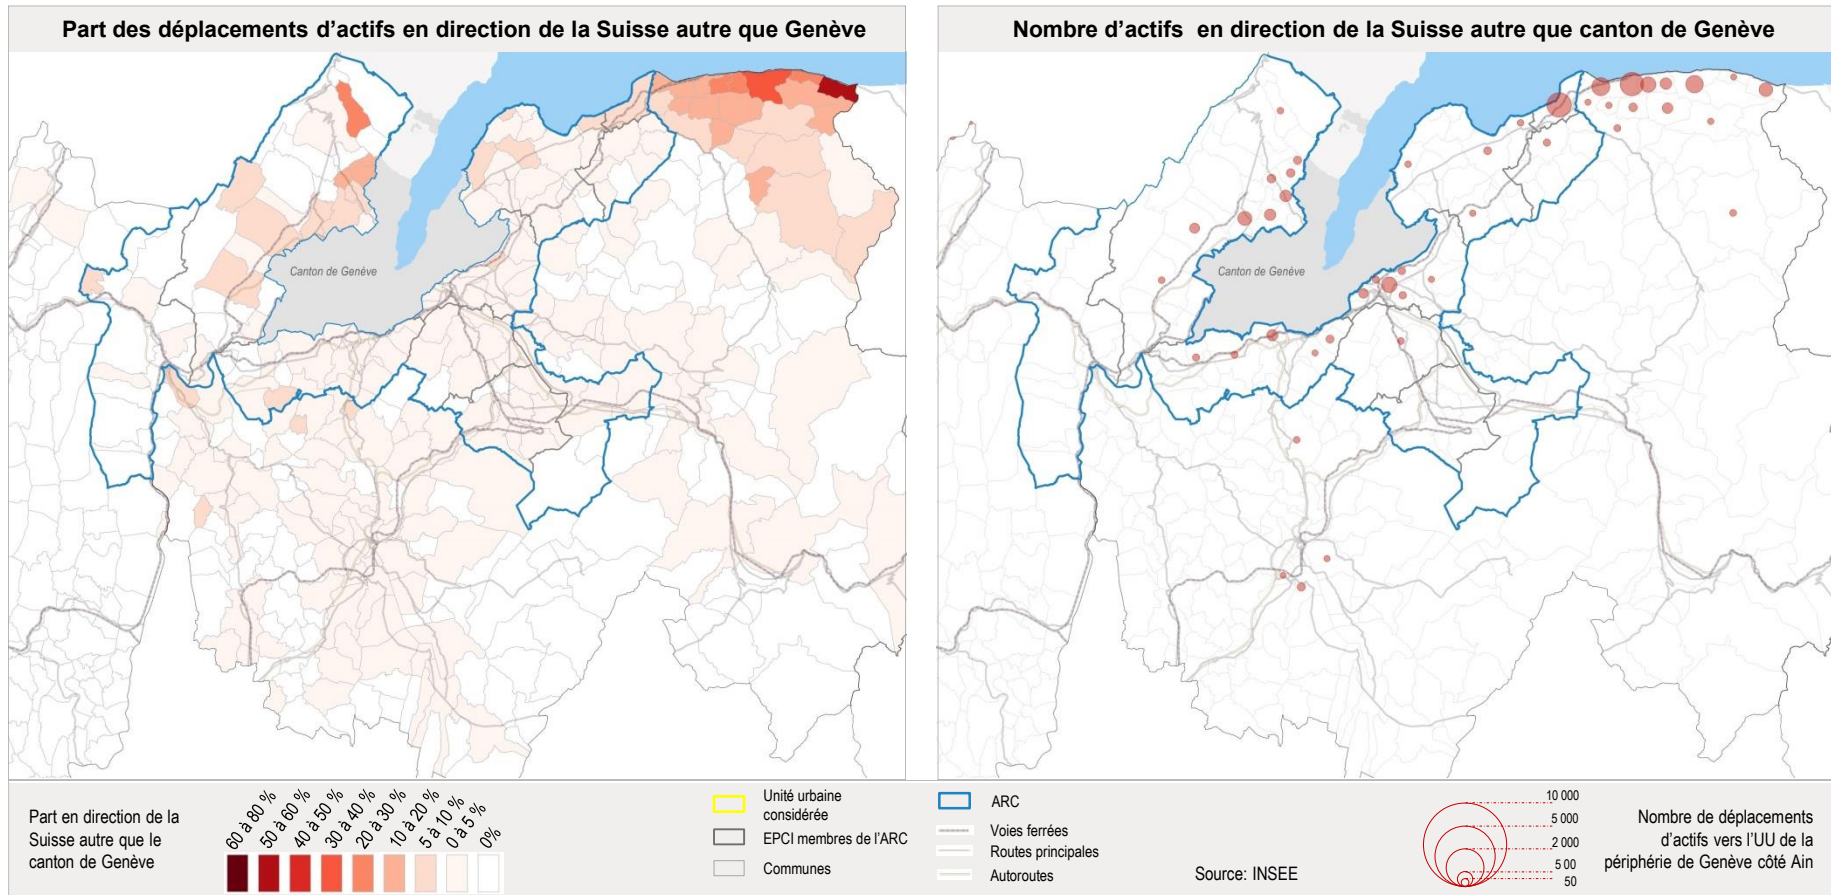 Part des déplacements d’actifs en direction de la Suisse autre que Genève
Nombre d’actifs en direction de la Suisse autre que canton de Genève
Canton de Genève
Canton de Genève
Part en direction de la
Suisse autre que le
canton de Genève
60 à 80 %
50 à 60 %
40 à 50 %
30 à 40 %
20 à 30 %
10 à 20 %
5 à 10 %
0 à 5 %
0%
Unité urbaine
considérée
EPCI membres de l’ARC
Communes
ARC
Voies ferrées
Routes principales
Autoroutes
Source: INSEE
10 000
5 000
2 000
5 00
50
Nombre de déplacements
d’actifs vers l’UU de la
périphérie de Genève côté Ain